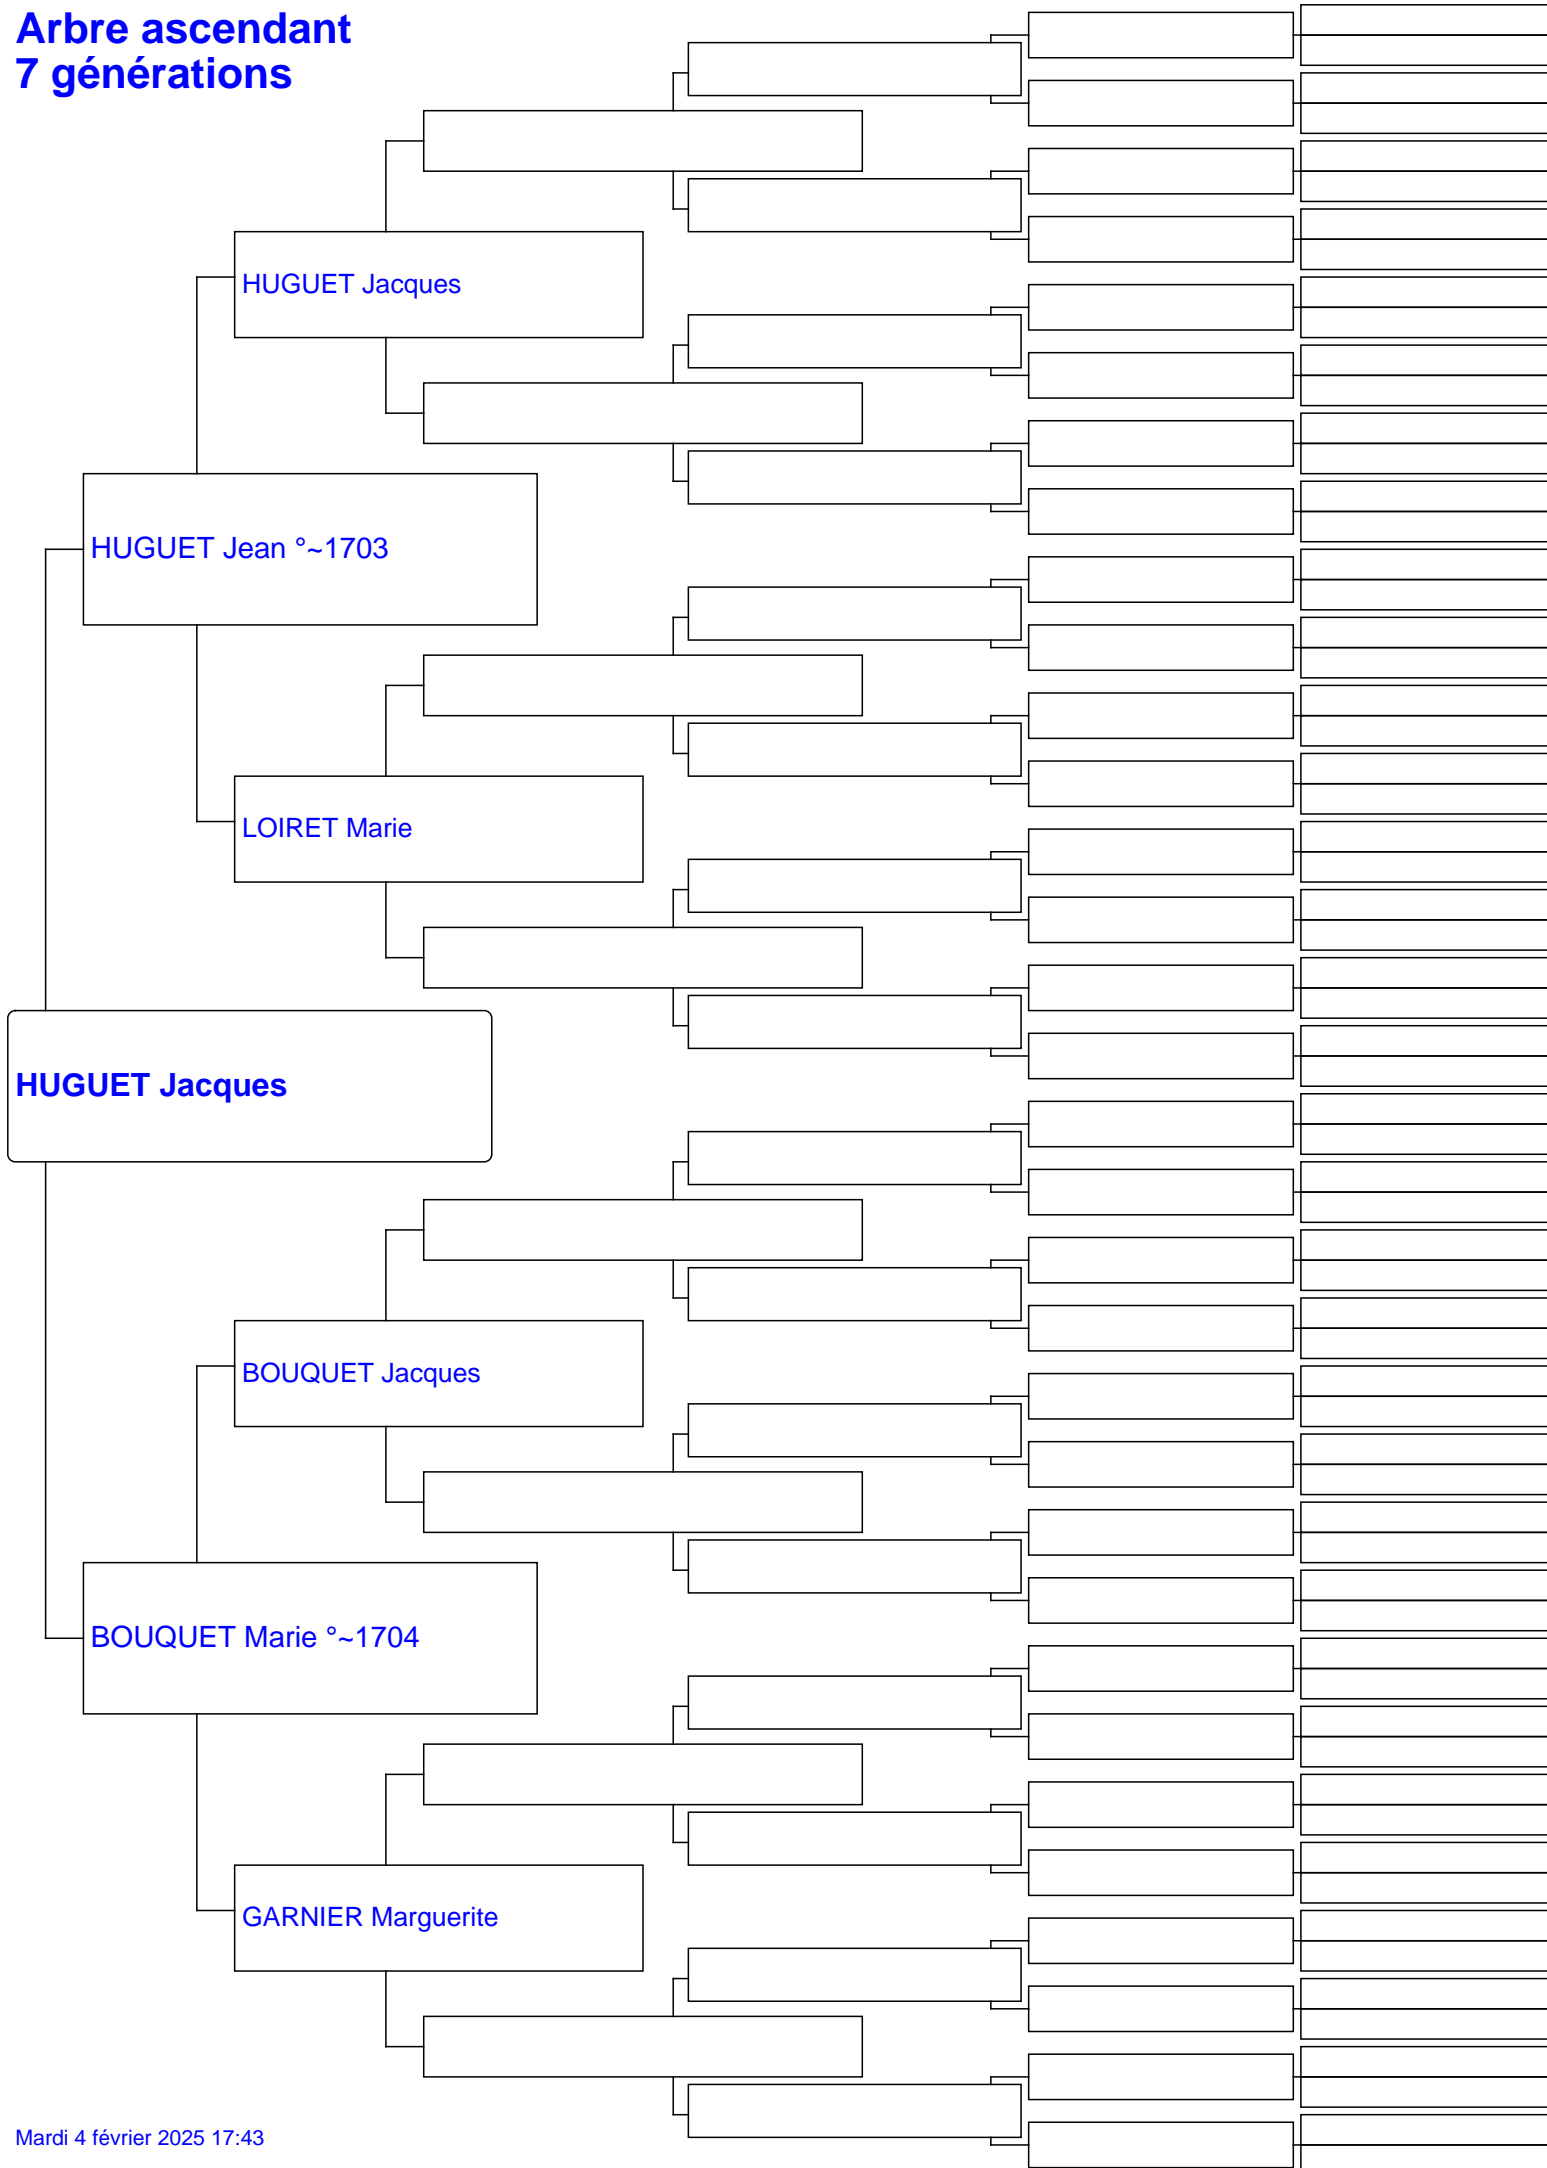 Arbre ascendant
7 générations
HUGUET Jacques
HUGUET Jean °~1703
LOIRET Marie
HUGUET Jacques
BOUQUET Jacques
BOUQUET Marie °~1704
GARNIER Marguerite
Mardi 4 février 2025 17:43